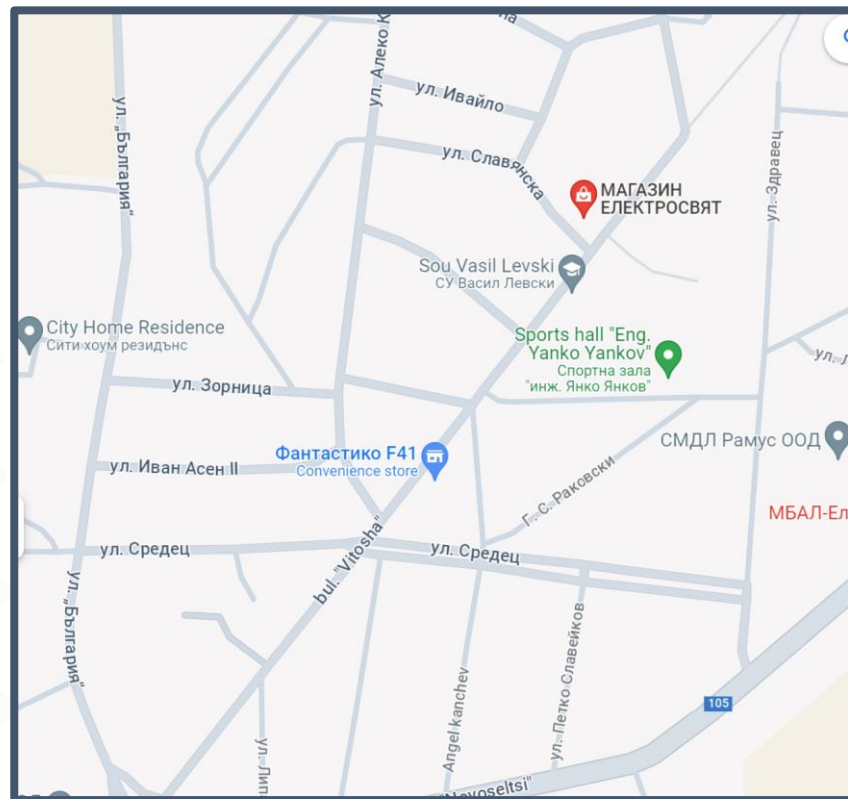 ул. Алеко К
ул. „България“
ул. Ивайло
ул. Славянска
ул. Здравец
МАГАЗИН
ЕЛЕКТРОСВЯТ
Sou Vasil Levski
СУ Васил Левски
City Home Residence
Сити хоум резидънс
Sports hall "Eng.
Yanko Yankov"
Спортна зала
"инж. Янко Янков"
ул. Л
ул. Зорница
СМДЛ Рамус ООД
Фантастико F41
Convenience store
ул. Иван Асен II
Г. С. Раковски
МБАЛ-Ел
ул. Средец
bul. "Vitosha"
ул. Средец
ул. „България“
ул. Петко Славейков
Angel kanchev
105
ул. Лип
"Novoseltsi"